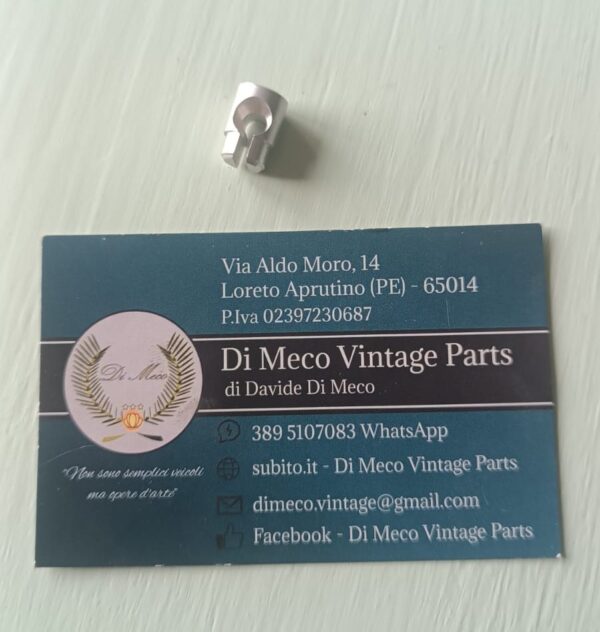 Via Aldo Moro, 14
Loreto Aprutino (PE) - 65014
P.Iva 02397230687
Di Meco Vintage Parts
di Davide Di Meco
Di Meco
389 5107083 WhatsApp
subito.it - Di Meco Vintage Parts
"Non sono semplici veicoli
ma opere d'arte"
dimeco.vintage@gmail.com
Facebook - Di Meco Vintage Parts